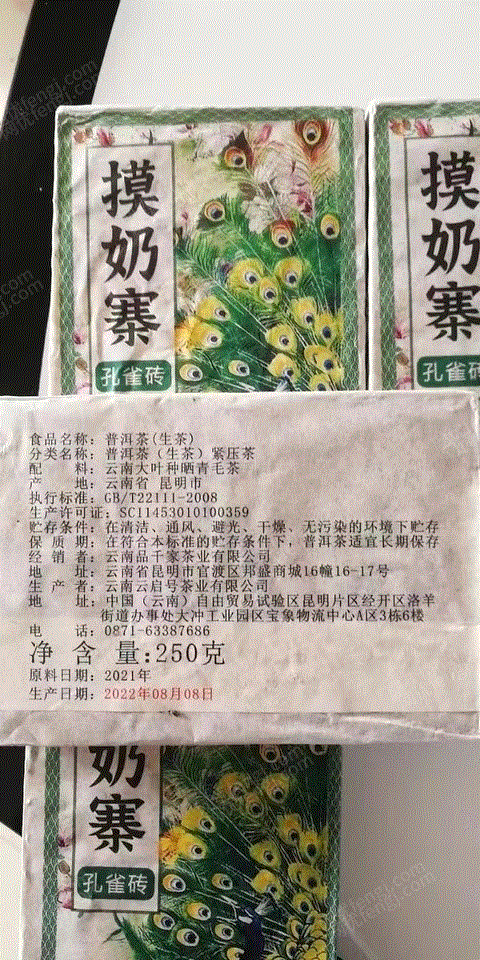 摸奶寨
孔雀砖
摸奶寨
孔雀砖
食品名称：普洱茶(生茶)
分类名称：普洱茶（生茶）紧压茶
配　　料：云南大叶种晒青毛茶
产　　地：云南省 昆明市
执行标准：GB/T22111-2008
生产许可证：SC11453010100359
贮存条件：在清洁、通风、避光、干燥、无污染的环境下贮存
保 质 期：在符合本标准的贮存条件下，普洱茶适宜长期保存
经 销 者：云南品千家茶业有限公司
地　　址：云南省昆明市官渡区邦盛商城16幢16-17号
生 产 者：云南云启号茶业有限公司
地　　址：中国（云南）自由贸易试验区昆明片区经开区洛羊
街道办事处大冲工业园区宝象物流中心A区3栋6楼
电　　话：0871-63387686
净 含 量:250克
原料日期：2021年
生产日期：2022年08月08日
奶寨
孔雀砖